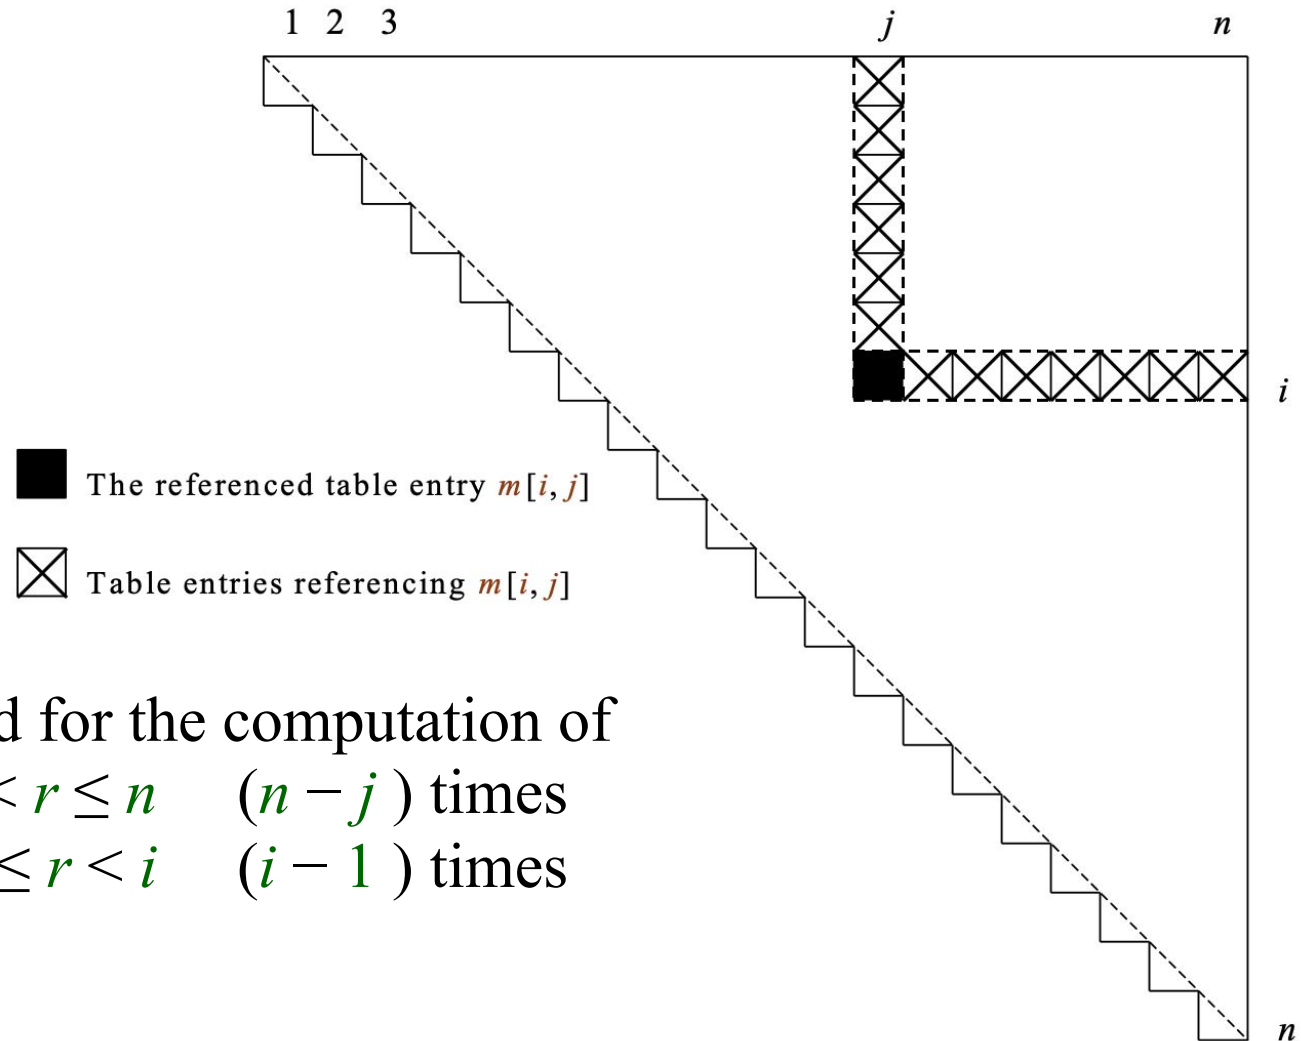 1 2 3 j n
i
The referenced table entry m[i, j]
Table entries referencing m[i, j]
for the computation of
< r ≤ n (n − j ) times
≤ r < i (i − 1 ) times
n